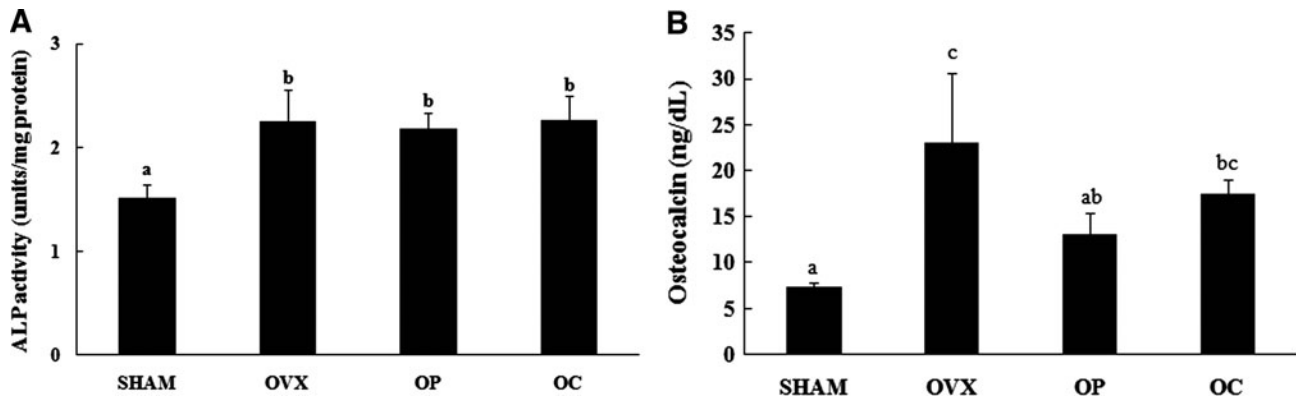 A
ALP activity (units/mg protein)
3
2
1
0
a
b
b
b
SHAM OVX OP OC
B
Osteocalcin (ng/dL)
35
30
25
20
15
10
5
0
a
c
ab
bc
SHAM OVX OP OC